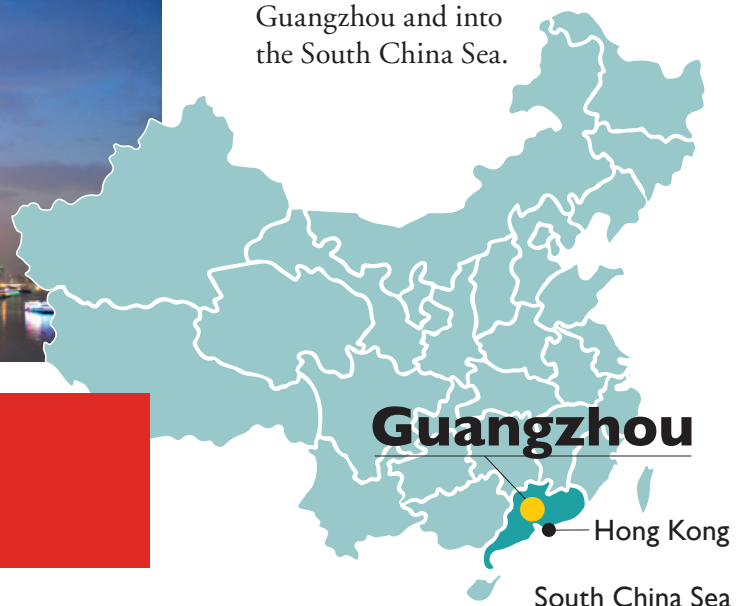 Guangzhou and into
the South China Sea.
Guangzhou
Hong Kong
South China Sea